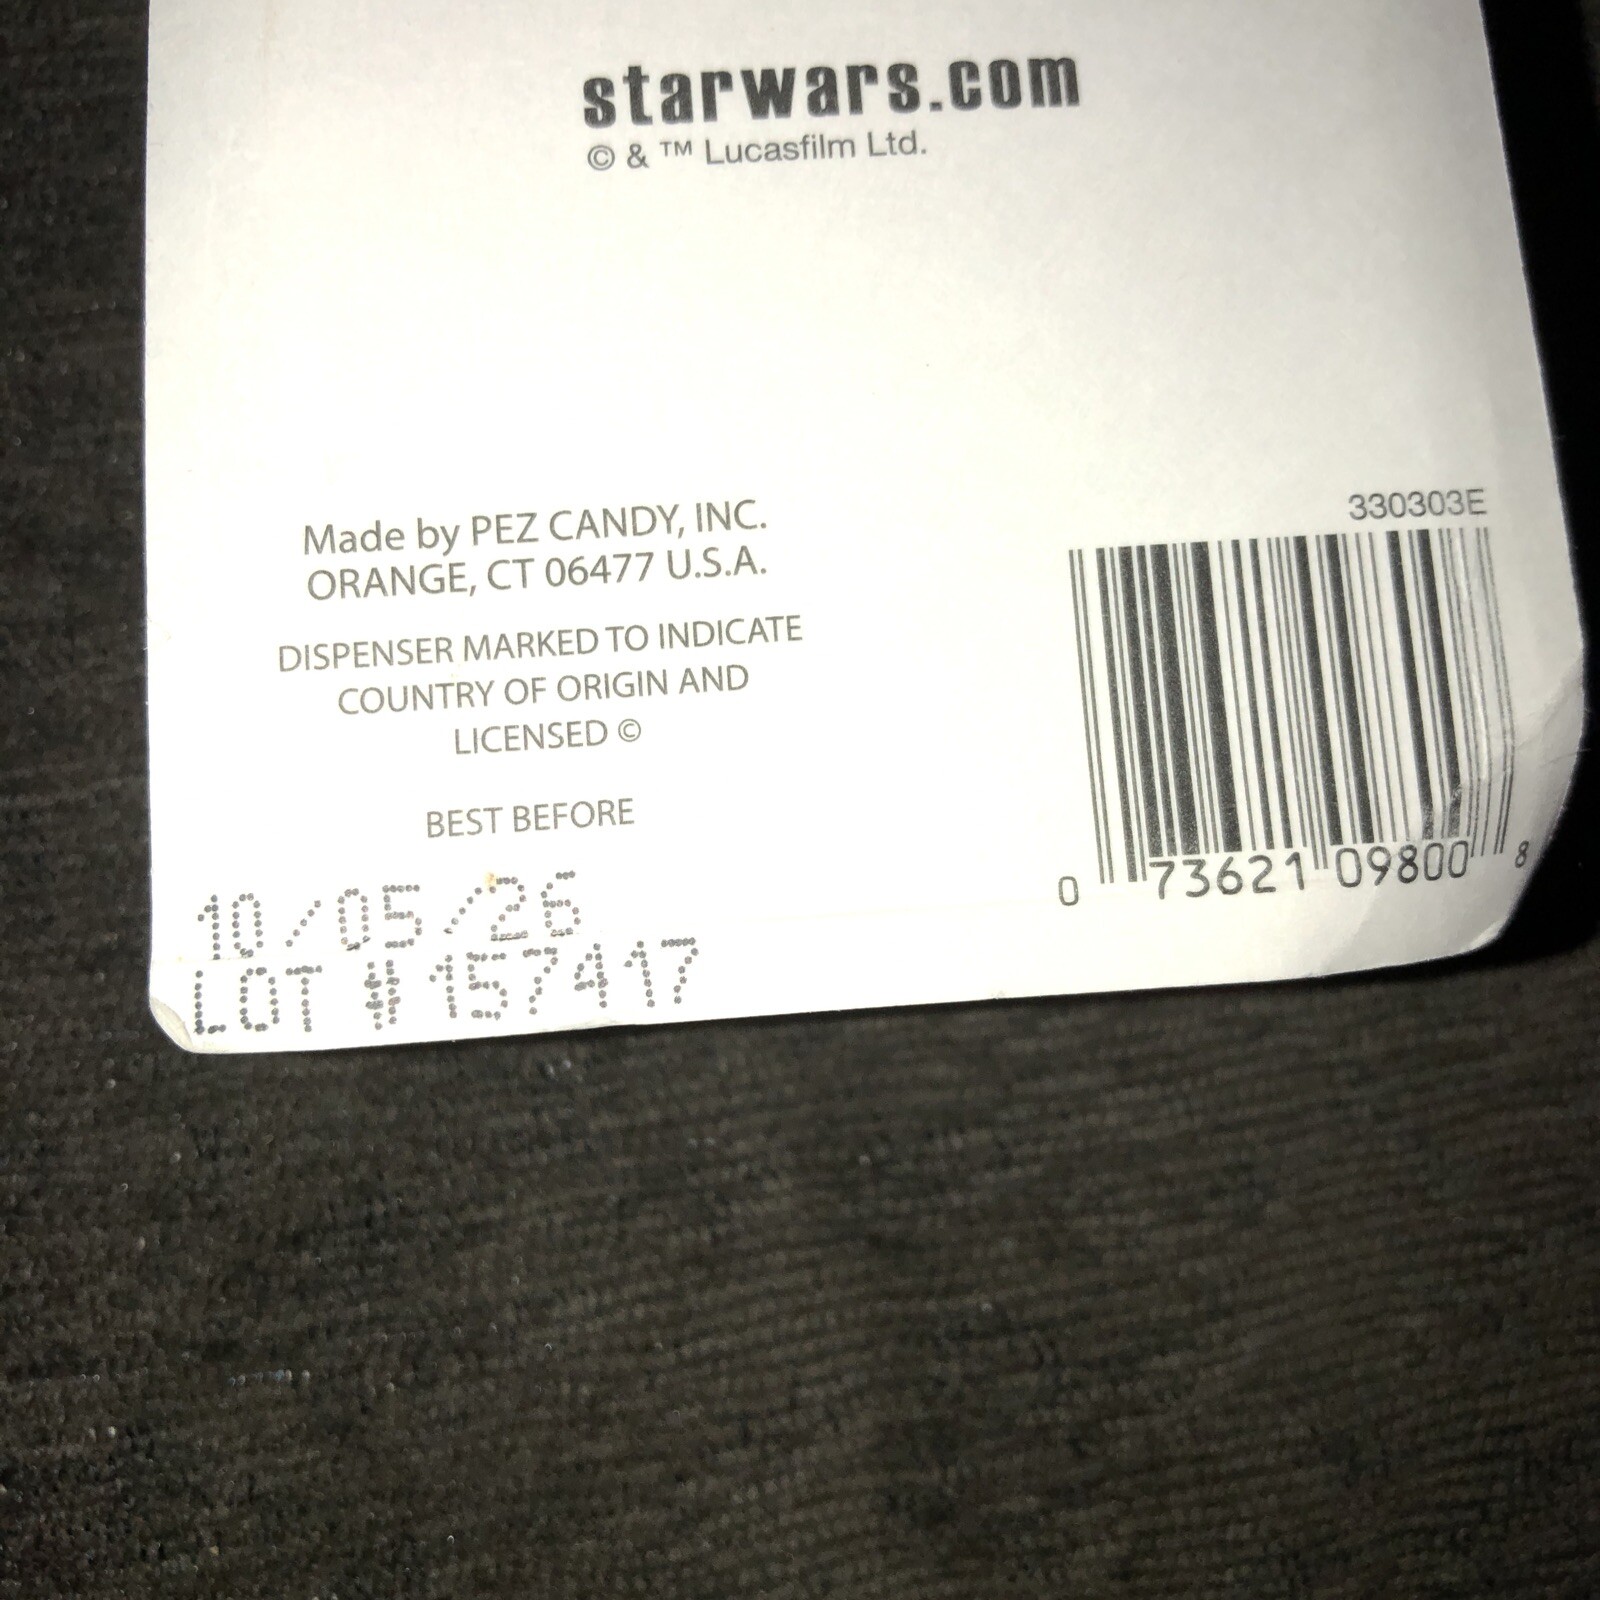 starwars.com
© & ™ Lucasfilm Ltd.
Made by PEZ CANDY, INC.
ORANGE, CT 06477 U.S.A.
DISPENSER MARKED TO INDICATE
COUNTRY OF ORIGIN AND
LICENSED ©
BEST BEFORE
10/05/26
LOT #157417
330303E
0 73621 09800 8